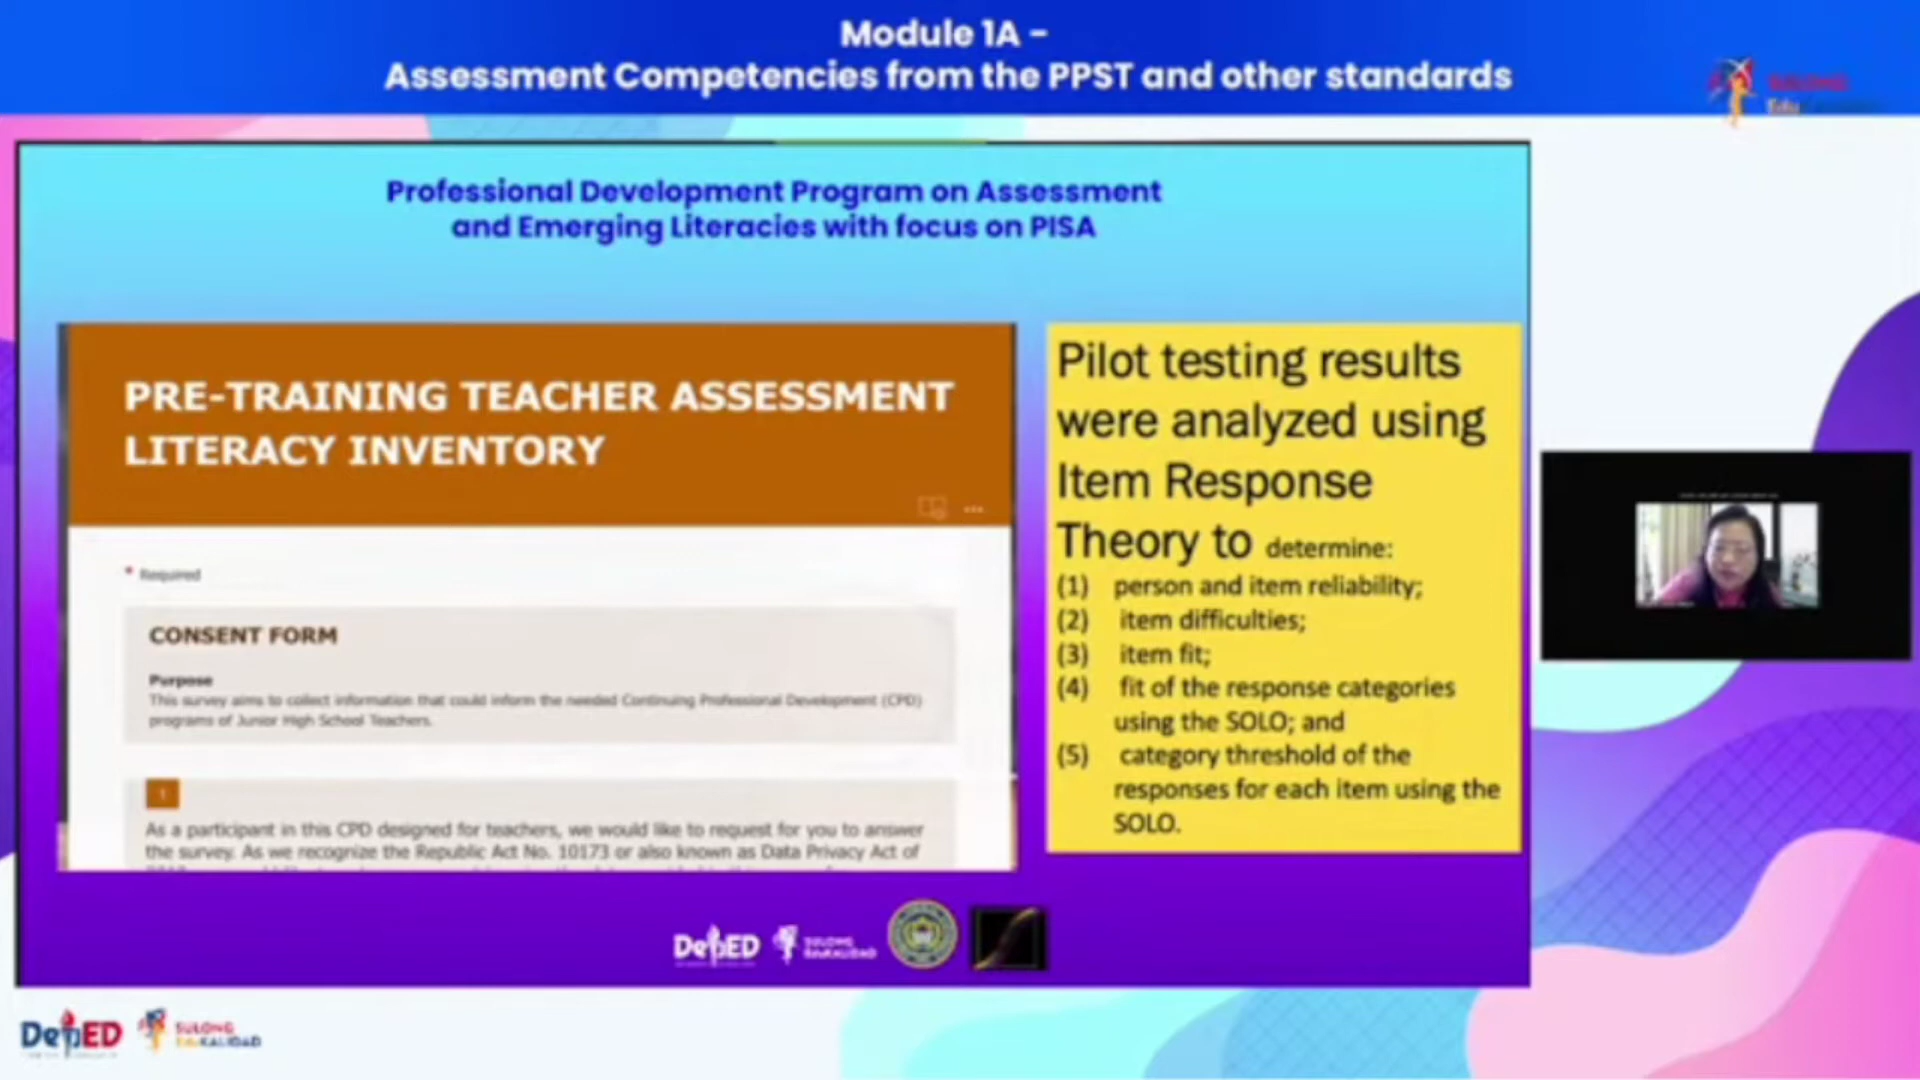 Module 1A -
Assessment Competencies from the PPST and other standards
SULONG
Edu
Professional Development Program on Assessment
and Emerging Literacies with focus on PISA
PRE-TRAINING TEACHER ASSESSMENT
LITERACY INVENTORY
* Required
CONSENT FORM
Purpose
This survey aims to collect information that could inform the needed Continuing Professional Development (CPD)
programs of Junior High School Teachers.
1
As a participant in this CPD designed for teachers, we would like to request for you to answer
the survey. As we recognize the Republic Act No. 10173 or also known as Data Privacy Act of
Pilot testing results
were analyzed using
Item Response
Theory to determine:
(1) person and item reliability;
(2) item difficulties;
(3) item fit;
(4) fit of the response categories
using the SOLO; and
(5) category threshold of the
responses for each item using the
SOLO.
DepED
SULONG
EduKALIDAD
DepED
SULONG
EduKALIDAD